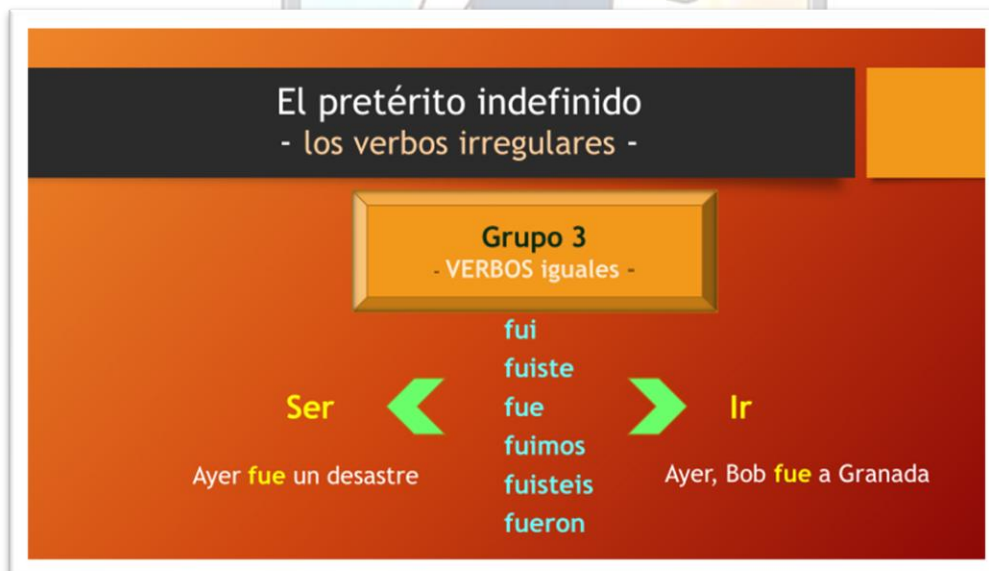 El pretérito indefinido
- los verbos irregulares -
Grupo 3
- VERBOS iguales -
fui
fuiste
Ser fue Ir
fuimos
Ayer fue un desastre
fuisteis
Ayer, Bob fue a Granada
fueron